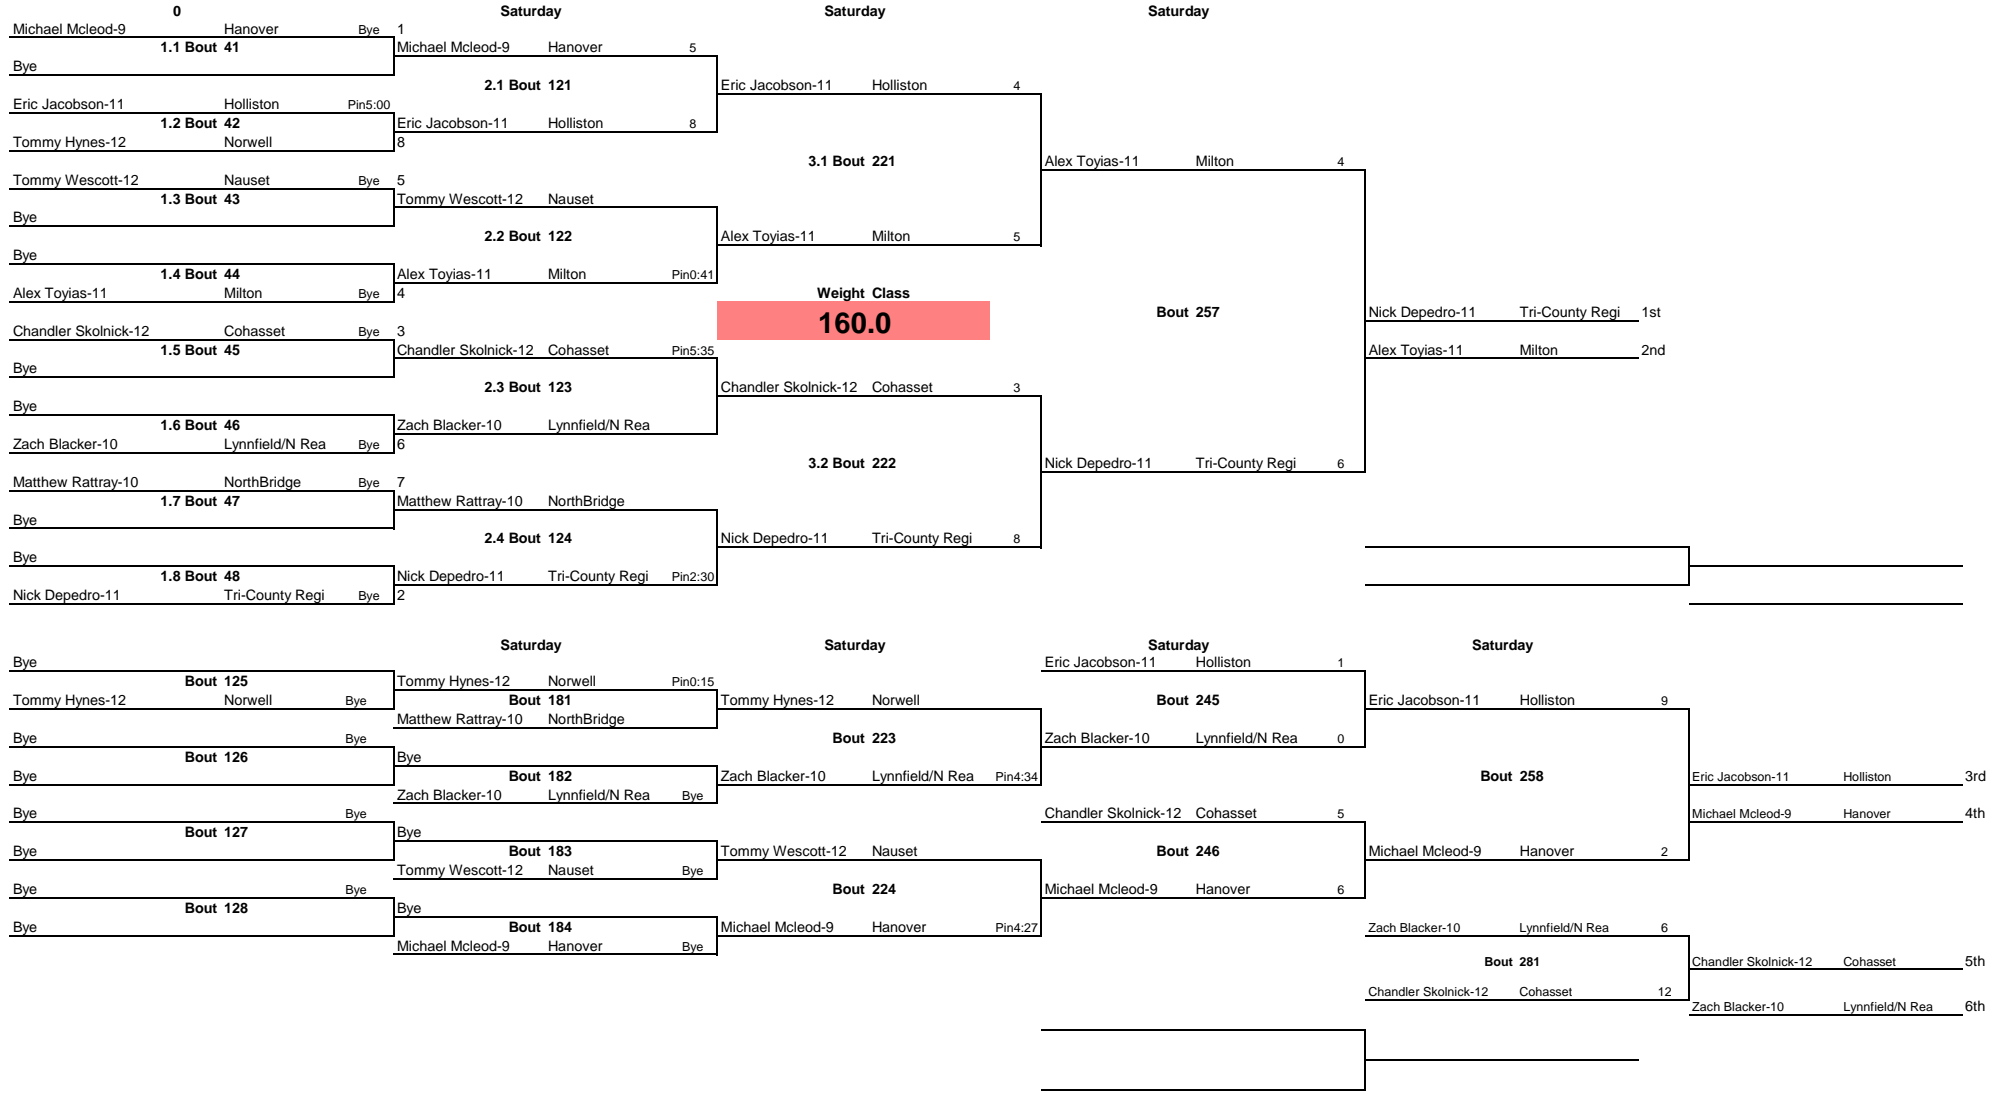 0 Saturday Saturday Saturday
Michael Mcleod-9 Hanover Bye 1
1.1 Bout 41 Michael Mcleod-9 Hanover 5
Bye
2.1 Bout 121 Eric Jacobson-11 Holliston 4
Eric Jacobson-11 Holliston Pin5:00
1.2 Bout 42 Eric Jacobson-11 Holliston 8
Tommy Hynes-12 Norwell 8
3.1 Bout 221 Alex Toyias-11 Milton 4
Tommy Wescott-12 Nauset Bye 5
1.3 Bout 43 Tommy Wescott-12 Nauset
Bye
2.2 Bout 122 Alex Toyias-11 Milton 5
Bye
1.4 Bout 44 Alex Toyias-11 Milton Pin0:41
Alex Toyias-11 Milton Bye 4 Weight Class
Bout 257 Nick Depedro-11 Tri-County Regi 1st
160.0
Chandler Skolnick-12 Cohasset Bye 3
1.5 Bout 45 Chandler Skolnick-12 Cohasset Pin5:35 Alex Toyias-11 Milton 2nd
Bye
2.3 Bout 123 Chandler Skolnick-12 Cohasset 3
Bye
1.6 Bout 46 Zach Blacker-10 Lynnfield/N Rea
Zach Blacker-10 Lynnfield/N Rea Bye 6
3.2 Bout 222 Nick Depedro-11 Tri-County Regi 6
Matthew Rattray-10 NorthBridge Bye 7
1.7 Bout 47 Matthew Rattray-10 NorthBridge
Bye
2.4 Bout 124 Nick Depedro-11 Tri-County Regi 8
Bye
1.8 Bout 48 Nick Depedro-11 Tri-County Regi Pin2:30
Nick Depedro-11 Tri-County Regi Bye 2
Saturday Saturday Saturday Saturday
Bye Eric Jacobson-11 Holliston 1
Bout 125 Tommy Hynes-12 Norwell Pin0:15
Tommy Hynes-12 Norwell Bye Bout 181 Tommy Hynes-12 Norwell Bout 245 Eric Jacobson-11 Holliston 9
Matthew Rattray-10 NorthBridge
Bye Bye Bout 223 Zach Blacker-10 Lynnfield/N Rea 0
Bout 126 Bye
Bye Bout 182 Zach Blacker-10 Lynnfield/N Rea Pin4:34 Bout 258 Eric Jacobson-11 Holliston 3rd
Zach Blacker-10 Lynnfield/N Rea Bye
Bye Bye Chandler Skolnick-12 Cohasset 5 Michael Mcleod-9 Hanover 4th
Bout 127 Bye
Bye Bout 183 Tommy Wescott-12 Nauset Bout 246 Michael Mcleod-9 Hanover 2
Tommy Wescott-12 Nauset Bye
Bye Bye Bout 224 Michael Mcleod-9 Hanover 6
Bout 128 Bye
Bye Bout 184 Michael Mcleod-9 Hanover Pin4:27 Zach Blacker-10 Lynnfield/N Rea 6
Michael Mcleod-9 Hanover Bye
Bout 281 Chandler Skolnick-12 Cohasset 5th
Chandler Skolnick-12 Cohasset 12
Zach Blacker-10 Lynnfield/N Rea 6th